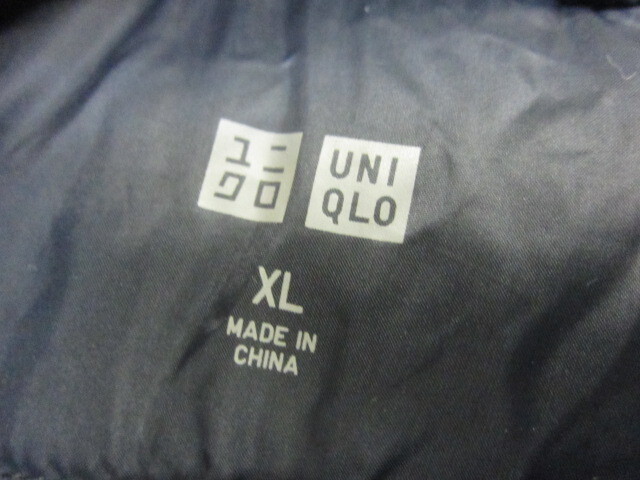 ユニ
クロ
UNI
QLO
XL
MADE IN
CHINA